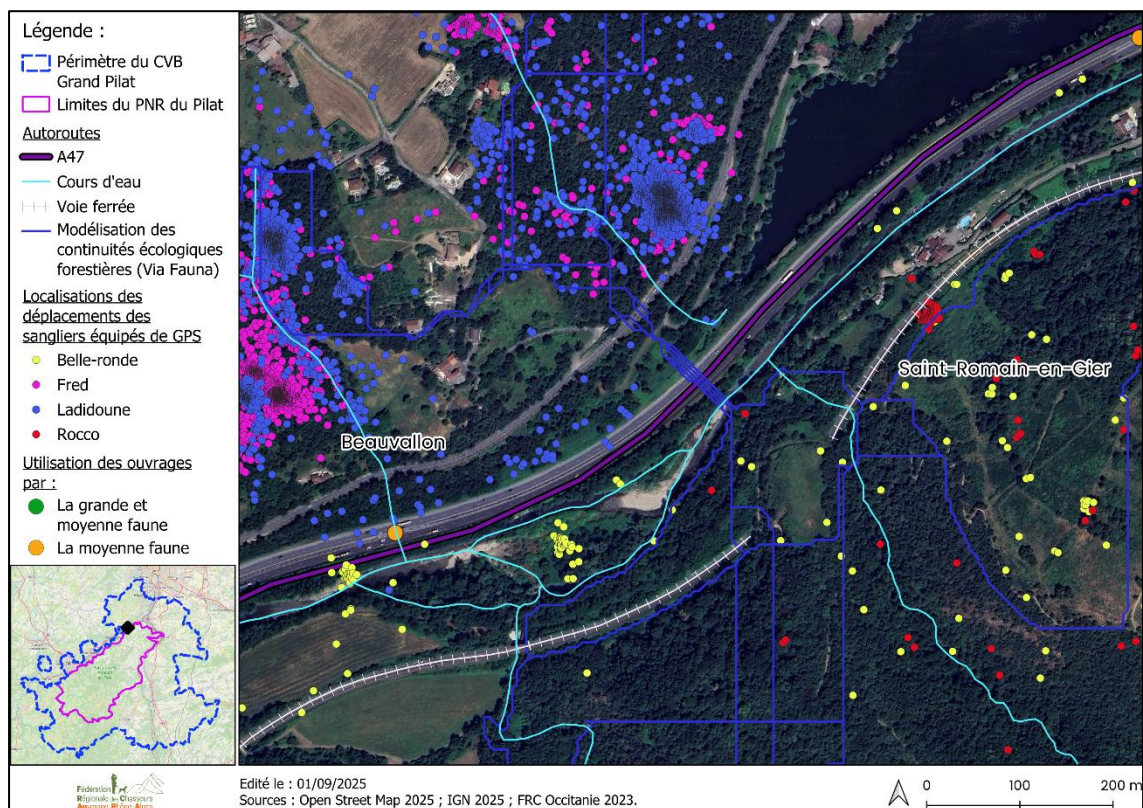 Légende :
Périmètre du CVB
Grand Pilat
Limites du PNR du Pilat
Autoroutes
A47
Cours d'eau
Voie ferrée
Modélisation des
continuités écologiques
forestières (Via Fauna)
Localisations des
déplacements des
sangliers équipés de GPS
Belle-ronde
Fred
Ladidoune
Rocco
Utilisation des ouvrages
par :
La grande et
moyenne faune
La moyenne faune
Beauvallon
Saint-Romain-en-Gier
Fédération
Régionale des Chasseurs
Auvergne Rhône-Alpes
Edité le : 01/09/2025
Sources : Open Street Map 2025 ; IGN 2025 ; FRC Occitanie 2023.
0 100 200 m